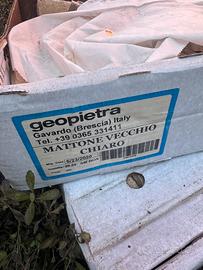 geopietra
Gavardo (Brescia) Italy
Tel. +39 0365 331411
MATTONE VECCHIO
CHIARO